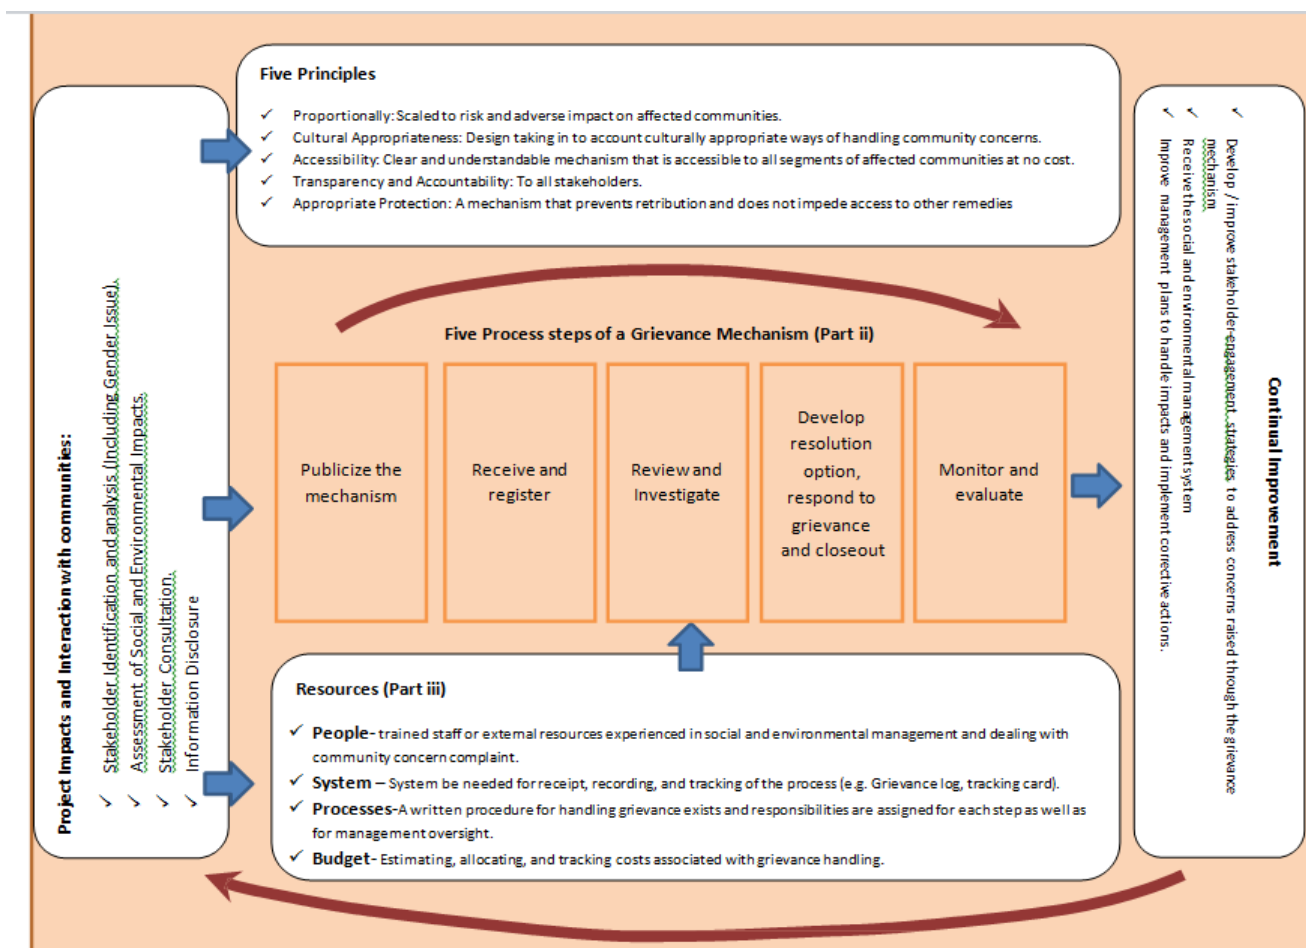 Five Principles
✓ Proportionally: Scaled to risk and adverse impact on affected communities.
✓ Cultural Appropriateness: Design taking in to account culturally appropriate ways of handling community concerns.
✓ Accessibility: Clear and understandable mechanism that is accessible to all segments of affected communities at no cost.
✓ Transparency and Accountability: To all stakeholders.
✓ Appropriate Protection: A mechanism that prevents retribution and does not impede access to other remedies
Project Impacts and Interaction with communities:
✓ Stakeholder Identification and analysis (Including Gender Issue).
✓ Assessment of Social and Environmental Impacts.
✓ Stakeholder Consultation.
✓ Information Disclosure
Five Process steps of a Grievance Mechanism (Part ii)
Publicize the
mechanism
Receive and
register
Review and
Investigate
Develop
resolution
option,
respond to
grievance
and closeout
Monitor and
evaluate
Resources (Part iii)
✓ People- trained staff or external resources experienced in social and environmental management and dealing with
community concern complaint.
✓ System – System be needed for receipt, recording, and tracking of the process (e.g. Grievance log, tracking card).
✓ Processes-A written procedure for handling grievance exists and responsibilities are assigned for each step as well as
for management oversight.
✓ Budget- Estimating, allocating, and tracking costs associated with grievance handling.
Continual Improvement
✓ Develop / improve stakeholder-engagement strategies to address concerns raised through the grievance
mechanism
✓ Receive the social and environmental management system
✓ Improve management plans to handle impacts and implement corrective actions.